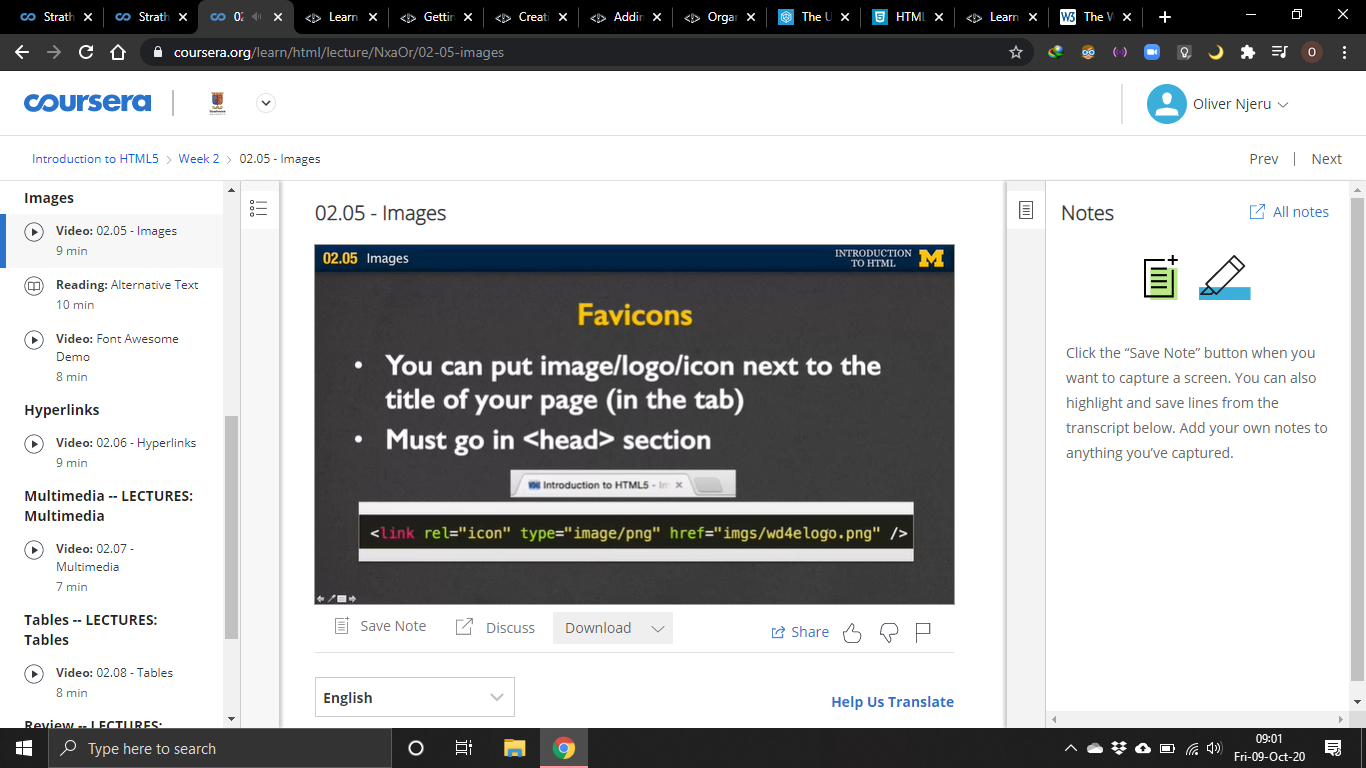 Strath
Strath
02
Learn
Gettin
Creati
Addin
Organ
The U
HTML
Learn
W3
The W
coursera.org/learn/html/lecture/NxaOr/02-05-images
O
coursera
Oliver Njeru
Introduction to HTML5 > Week 2 > 02.05 - Images
Prev | Next
Images
Video: 02.05 - Images
9 min
Reading: Alternative Text
10 min
Video: Font Awesome
Demo
8 min
Hyperlinks
Video: 02.06 - Hyperlinks
9 min
Multimedia -- LECTURES:
Multimedia
Video: 02.07 -
Multimedia
7 min
Tables -- LECTURES:
Tables
Video: 02.08 - Tables
8 min
Review -- LECTURES:
02.05 - Images
02.05 Images
INTRODUCTION
TO HTML
M
Favicons
• You can put image/logo/icon next to the
title of your page (in the tab)
• Must go in <head> section
Introduction to HTML5 - In
<link rel="icon" type="image/png" href="imgs/wd4elogo.png" />
Save Note
Discuss
Download
Share
English
Help Us Translate
Notes
All notes
Click the “Save Note” button when you
want to capture a screen. You can also
highlight and save lines from the
transcript below. Add your own notes to
anything you’ve captured.
Type here to search
09:01
Fri-09-Oct-20